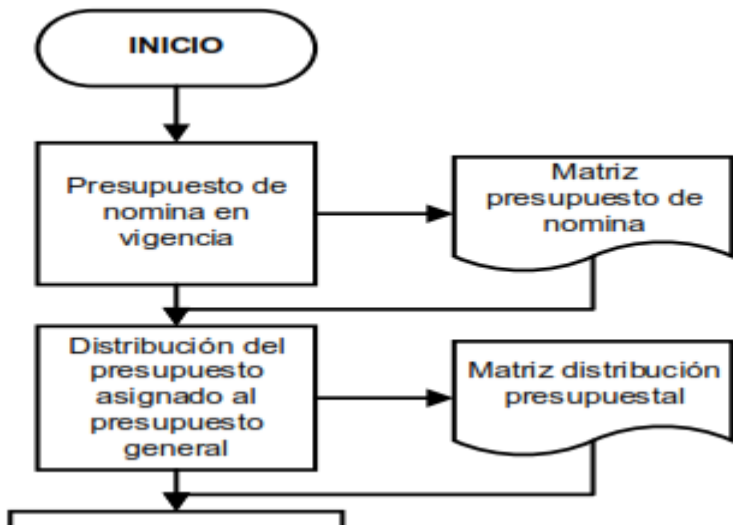 INICIO
Presupuesto de
nomina en
vigencia
Matriz
presupuesto de
nomina
Distribución del
presupuesto
asignado al
presupuesto
general
Matriz distribución
presupuestal